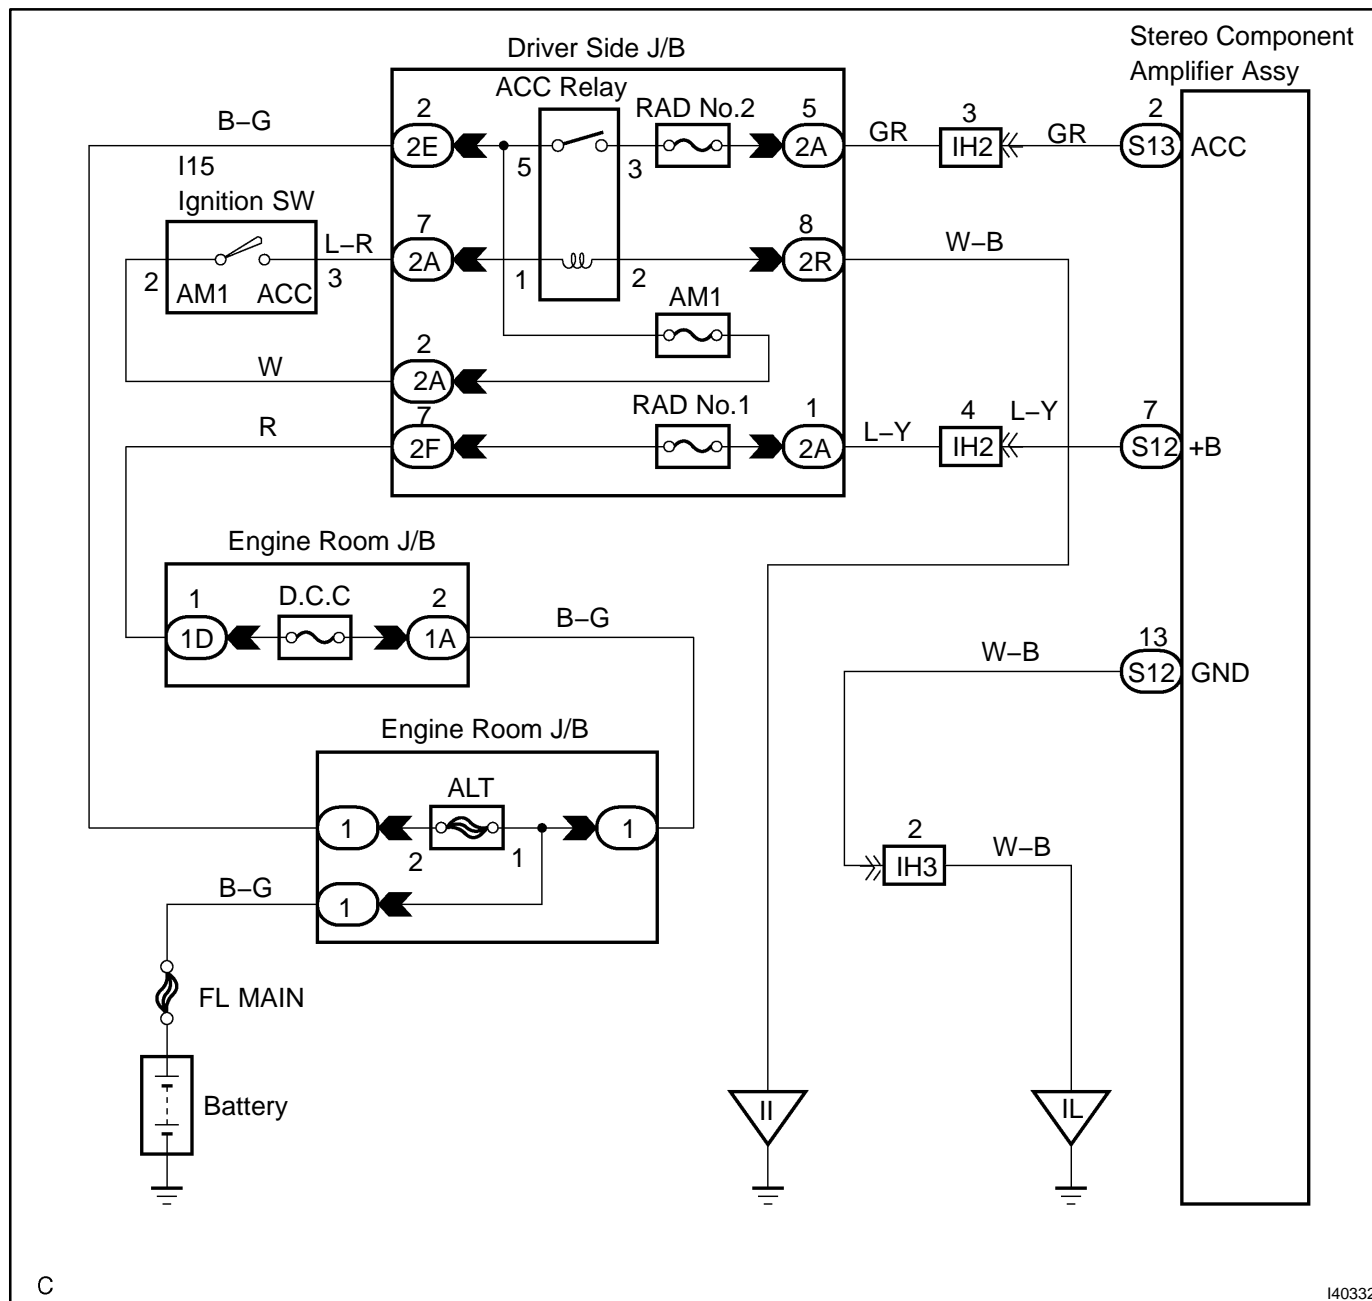 Stereo Component
Amplifier Assy
Driver Side J/B
ACC Relay
RAD No.2
B–G
2
2E
5
3
5
2A
GR
3
IH2
GR
2
S13
ACC
I15
Ignition SW
L–R
2
AM1
ACC
3
7
2A
1
2
8
2R
W–B
AM1
W
2
2A
R
7
2F
RAD No.1
1
2A
L–Y
4
IH2
L–Y
7
S12
+B
Engine Room J/B
1
1D
D.C.C
2
1A
B–G
W–B
13
S12
GND
Engine Room J/B
ALT
1
2
1
1
B–G
1
2
IH3
W–B
FL MAIN
Battery
II
IL
C
I40332